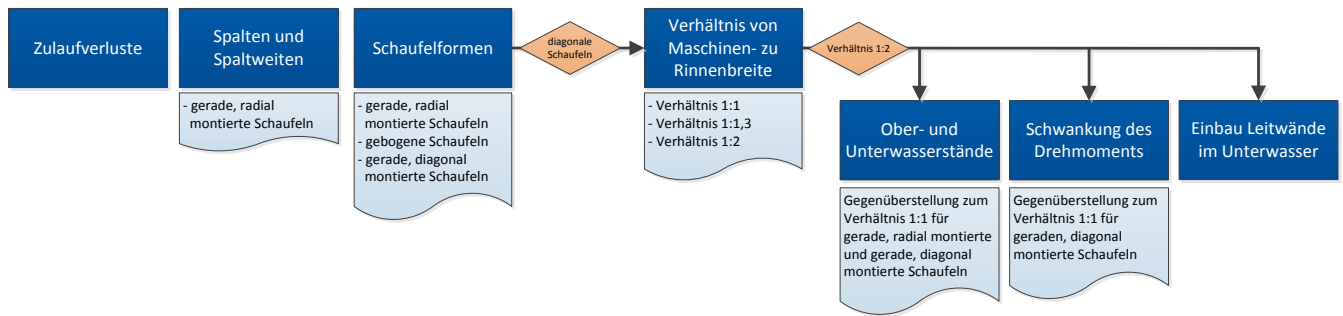 Zulaufverluste
Spalten und
Spaltweiten
- gerade, radial
montierte Schaufeln
Schaufelformen
- gerade, radial
montierte Schaufeln
- gebogene Schaufeln
- gerade, diagonal
montierte Schaufeln
diagonale
Schaufeln
Verhältnis von
Maschinen- zu
Rinnenbreite
- Verhältnis 1:1
- Verhältnis 1:1,3
- Verhältnis 1:2
Verhältnis 1:2
Ober- und
Unterwasserstände
Gegenüberstellung zum
Verhältnis 1:1 für
gerade, radial montierte
und gerade, diagonal
montierte Schaufeln
Schwankung des
Drehmoments
Gegenüberstellung zum
Verhältnis 1:1 für
geraden, diagonal
montierte Schaufeln
Einbau Leitwände
im Unterwasser